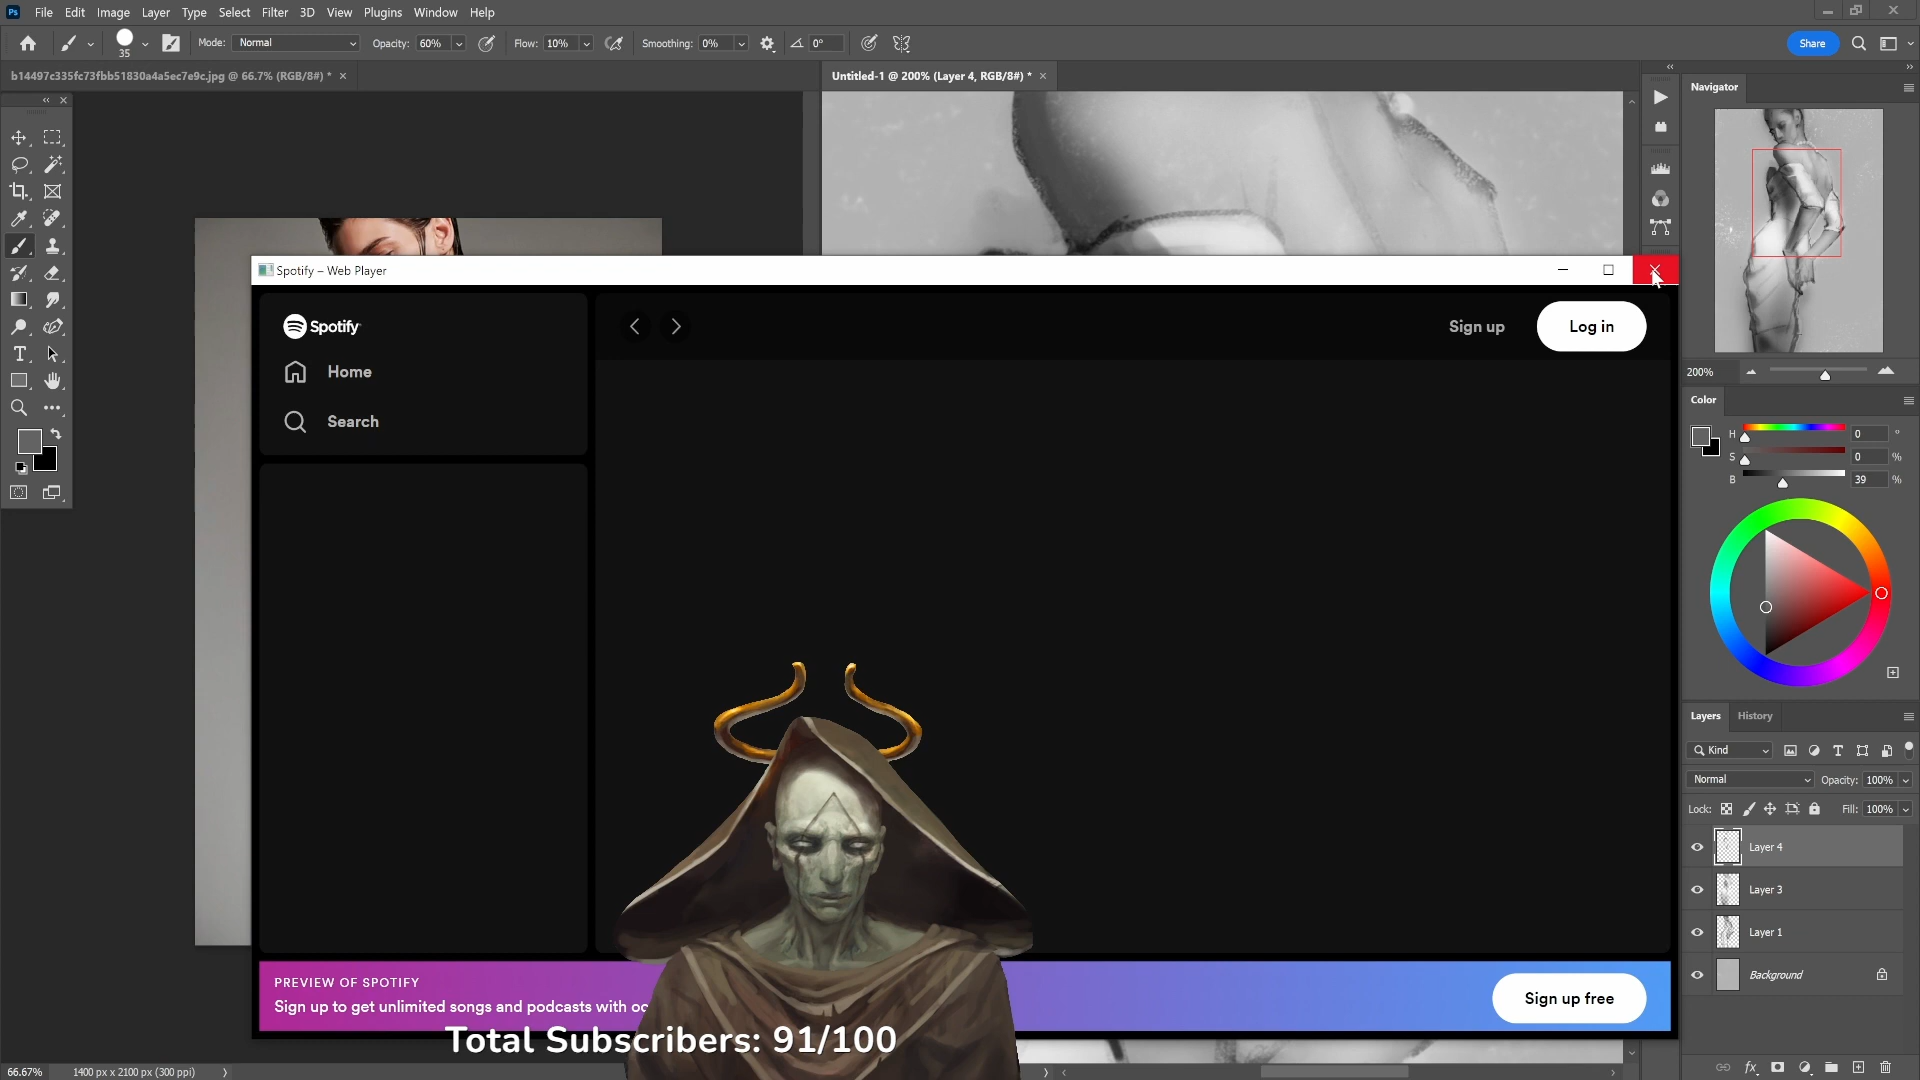 Ps File Edit Image Layer Type Select Filter 3D View Plugins Window Help
35 Mode: Normal Opacity: 60% Flow: 10% Smoothing: 0% 0° Share
b14497c335fc73fbb51830a4a5ec7e9c.jpg @ 66.7% (RGB/8#) *
Untitled-1 @ 200% (Layer 4, RGB/8#) *
Navigator
200%
Color
H 0 °
S 0 %
B 39 %
Spotify – Web Player
Spotify
Home
Search
Sign up
Log in
PREVIEW OF SPOTIFY
Sign up to get unlimited songs and podcasts with
Sign up free
Total Subscribers: 91/100
Layers History
Kind
Normal Opacity: 100%
Lock: Fill: 100%
Layer 4
Layer 3
Layer 1
Background
fx
66.67% 1400 px x 2100 px (300 ppi)